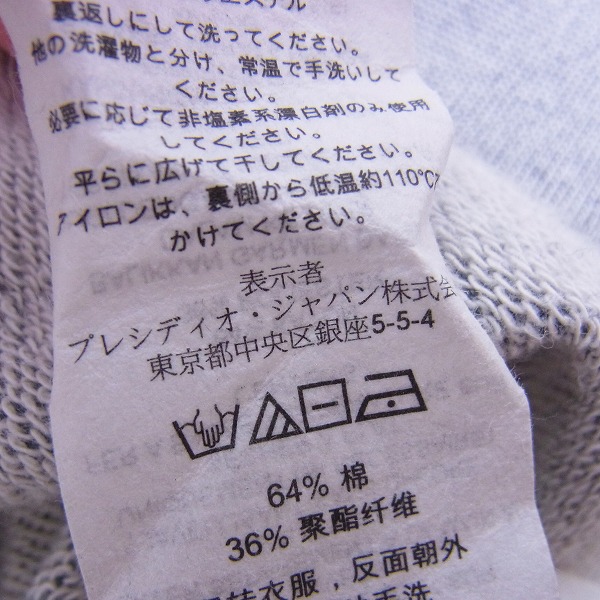 裏返しにして洗ってください。
他の洗濯物と分け、常温で手洗いして
ください。
必要に応じて非塩素系漂白剤のみ使用
してください。
平らに広げて干してください。
アイロンは、裏側から低温約110℃で
かけてください。
表示者
プレシディオ・ジャパン株式会
東京都中央区銀座5-5-4
64% 棉
36% 聚酯纤维
衣服，反面朝外
手洗